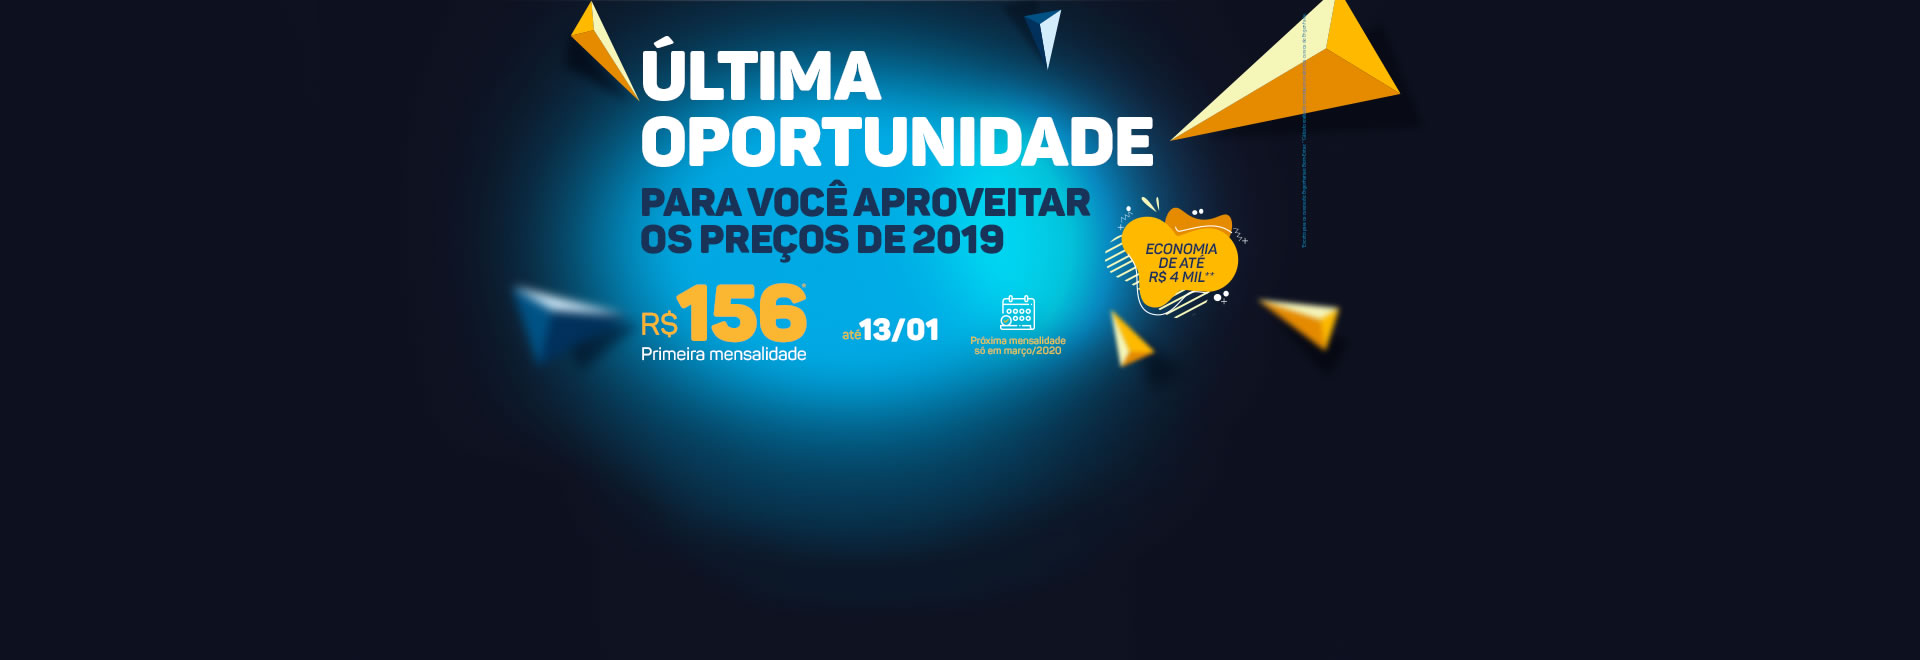 ÚLTIMA
OPORTUNIDADE
PARA VOCÊ APROVEITAR
OS PREÇOS DE 2019
R$156*
Primeira mensalidade
até 13/01
Próxima mensalidade
só em março/2020
ECONOMIA
DE ATÉ
R$ 4 MIL**